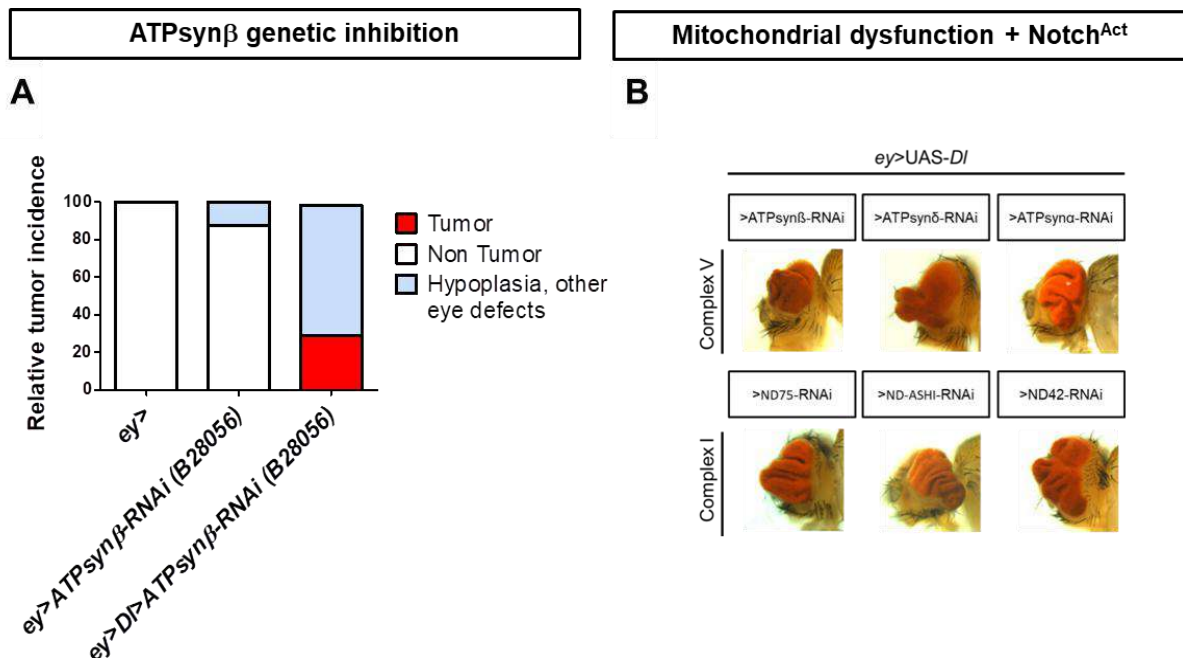 ATPsynβ genetic inhibition
Mitochondrial dysfunction + NotchAct
A
B
Relative tumor incidence
100
80
60
40
20
0
ey>
ey>ATPsynβ-RNAi (B28056)
ey>Dl>ATPsynβ-RNAi (B28056)
Tumor
Non Tumor
Hypoplasia, other
eye defects
ey>UAS-Dl
Complex V
>ATPsynß-RNAi
>ATPsynδ-RNAi
>ATPsynα-RNAi
Complex I
>ND75-RNAi
>ND-ASHI-RNAi
>ND42-RNAi